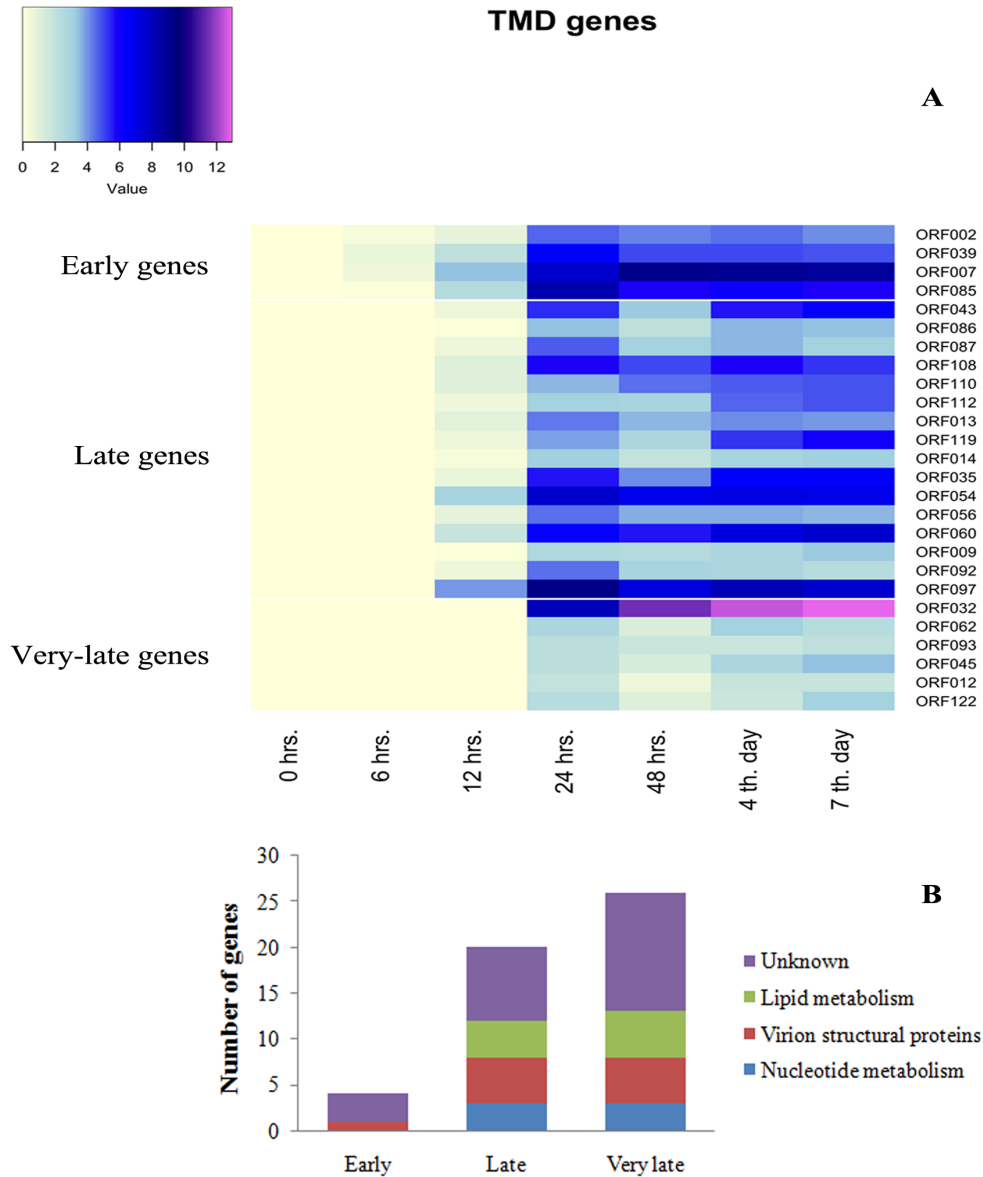 TMD genes
A
0 2 4 6 8 10 12
Value
Early genes
Late genes
Very-late genes
ORF002
ORF039
ORF007
ORF085
ORF043
ORF086
ORF087
ORF108
ORF110
ORF112
ORF013
ORF119
ORF014
ORF035
ORF054
ORF056
ORF060
ORF009
ORF092
ORF097
ORF032
ORF062
ORF093
ORF045
ORF012
ORF122
0 hrs.
6 hrs.
12 hrs.
24 hrs.
48 hrs.
4 th. day
7 th. day
B
Number of genes
30
25
20
15
10
5
0
Early
Late
Very late
Unknown
Lipid metabolism
Virion structural proteins
Nucleotide metabolism